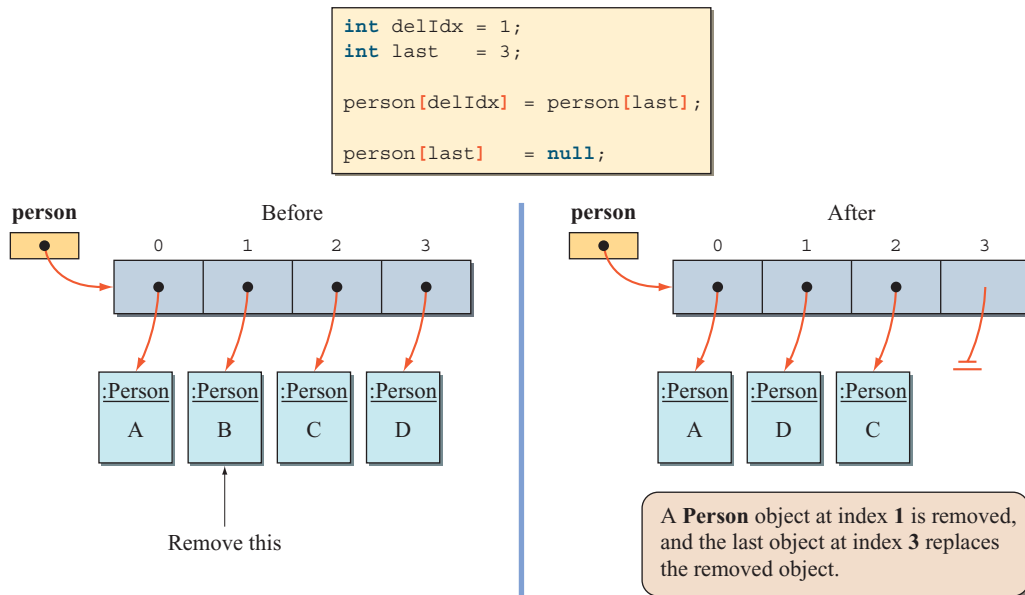 int delIdx = 1;
int last   = 3;
person[delIdx] = person[last];
person[last]   = null;
person
Before
0 1 2 3
:Person :Person :Person :Person
A B C D
Remove this
person
After
0 1 2 3
:Person :Person :Person
A D C
A Person object at index 1 is removed,
and the last object at index 3 replaces
the removed object.